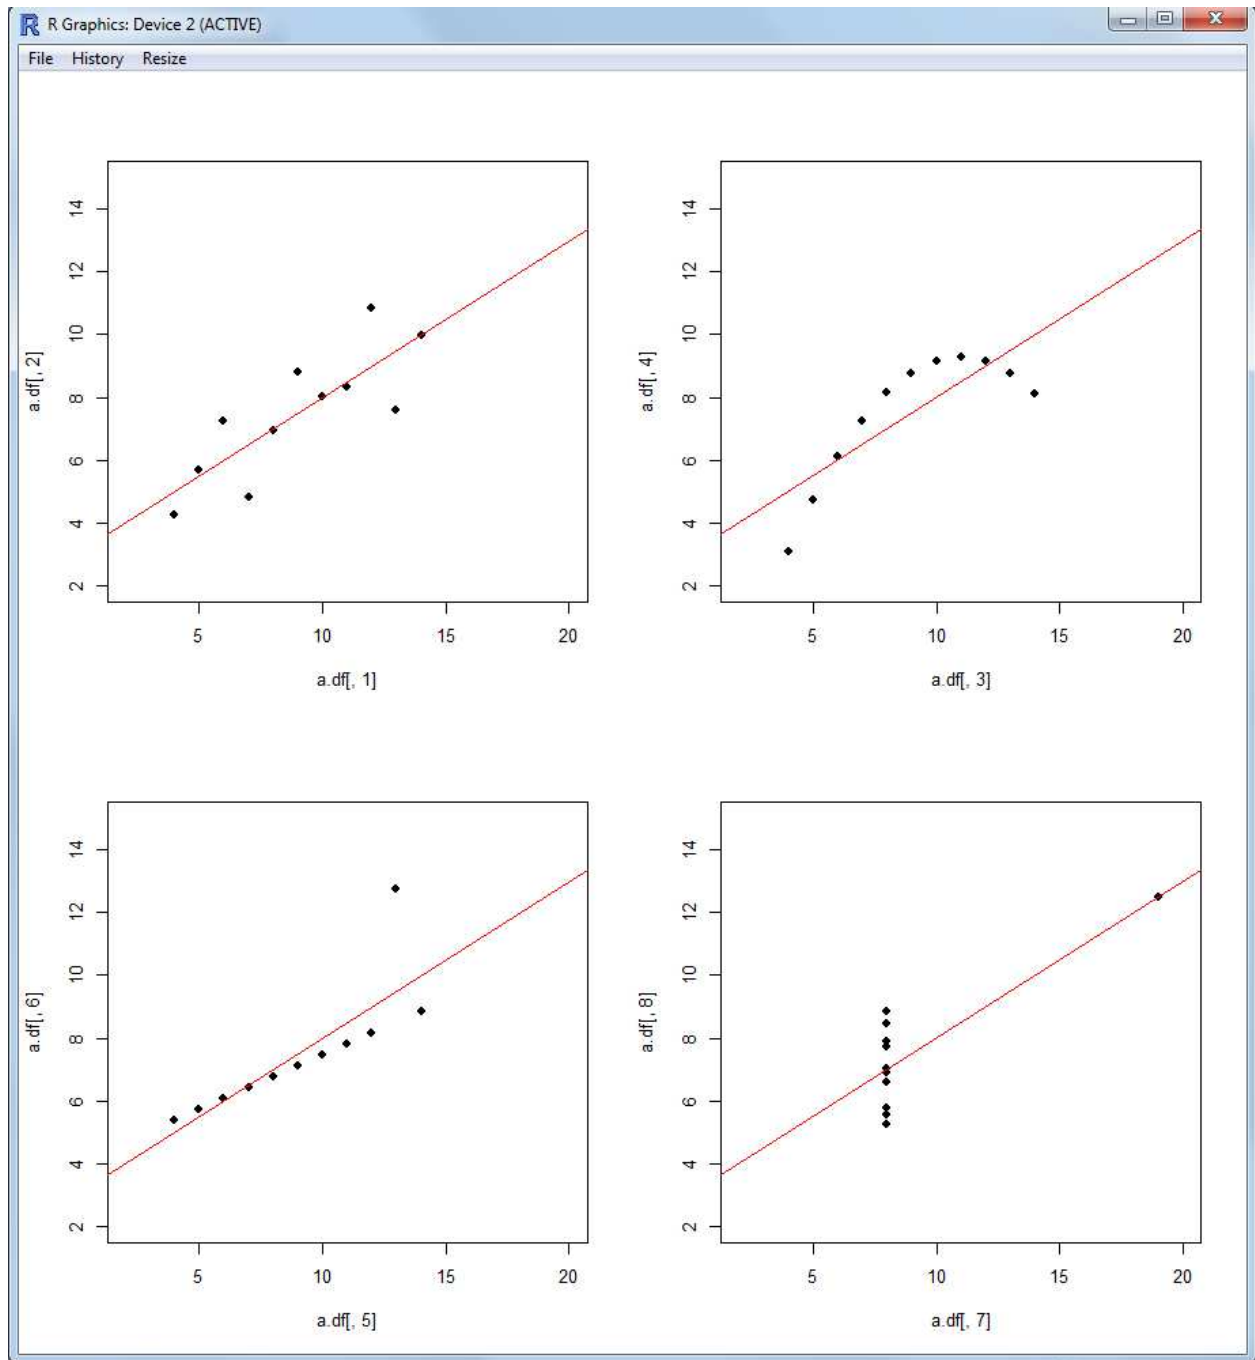 R Graphics: Device 2 (ACTIVE)
File History Resize
a.df[, 2]
14
12
10
8
6
4
2
5 10 15 20
a.df[, 1]
a.df[, 4]
14
12
10
8
6
4
2
5 10 15 20
a.df[, 3]
a.df[, 6]
14
12
10
8
6
4
2
5 10 15 20
a.df[, 5]
a.df[, 8]
14
12
10
8
6
4
2
5 10 15 20
a.df[, 7]